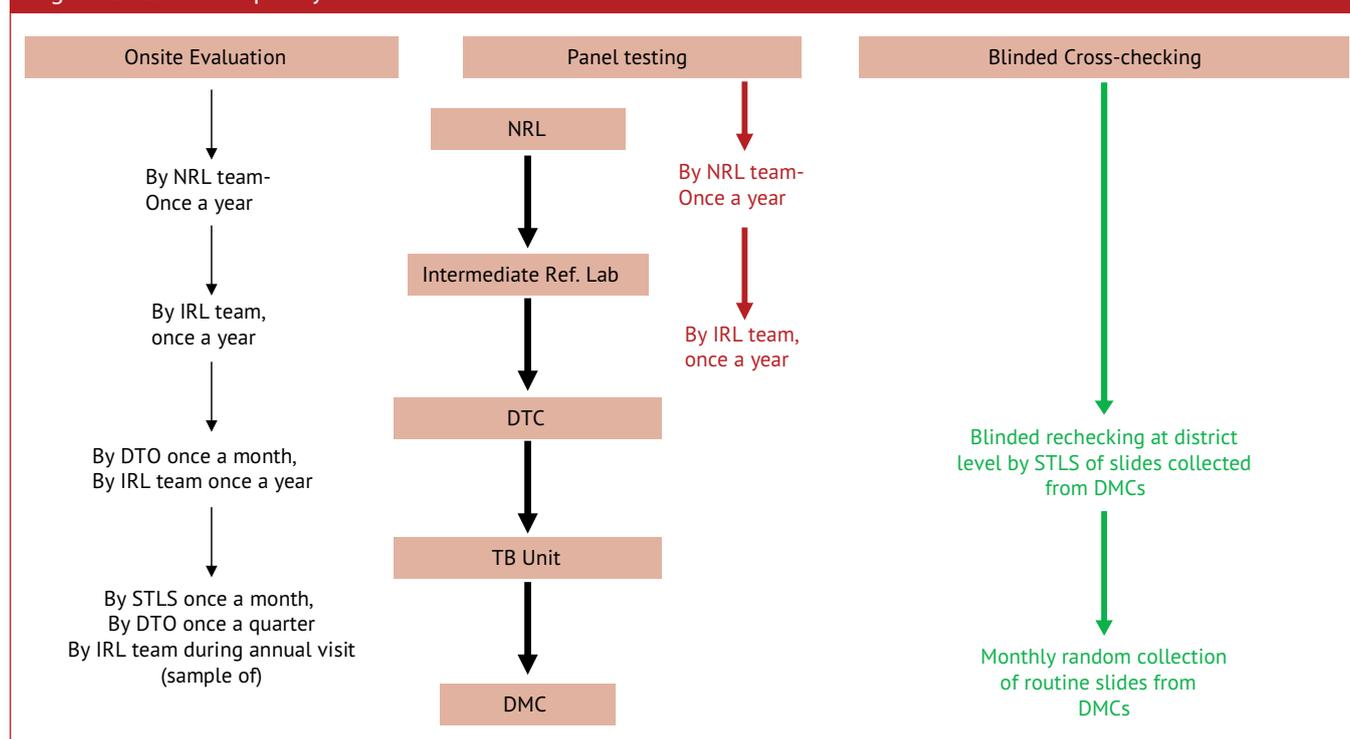 Onsite Evaluation
By NRL team-
Once a year
By IRL team,
once a year
By DTO once a month,
By IRL team once a year
By STLS once a month,
By DTO once a quarter
By IRL team during annual visit
(sample of)
Panel testing
NRL
Intermediate Ref. Lab
DTC
TB Unit
DMC
By NRL team-
Once a year
By IRL team,
once a year
Blinded Cross-checking
Blinded rechecking at district
level by STLS of slides collected
from DMCs
Monthly random collection
of routine slides from
DMCs